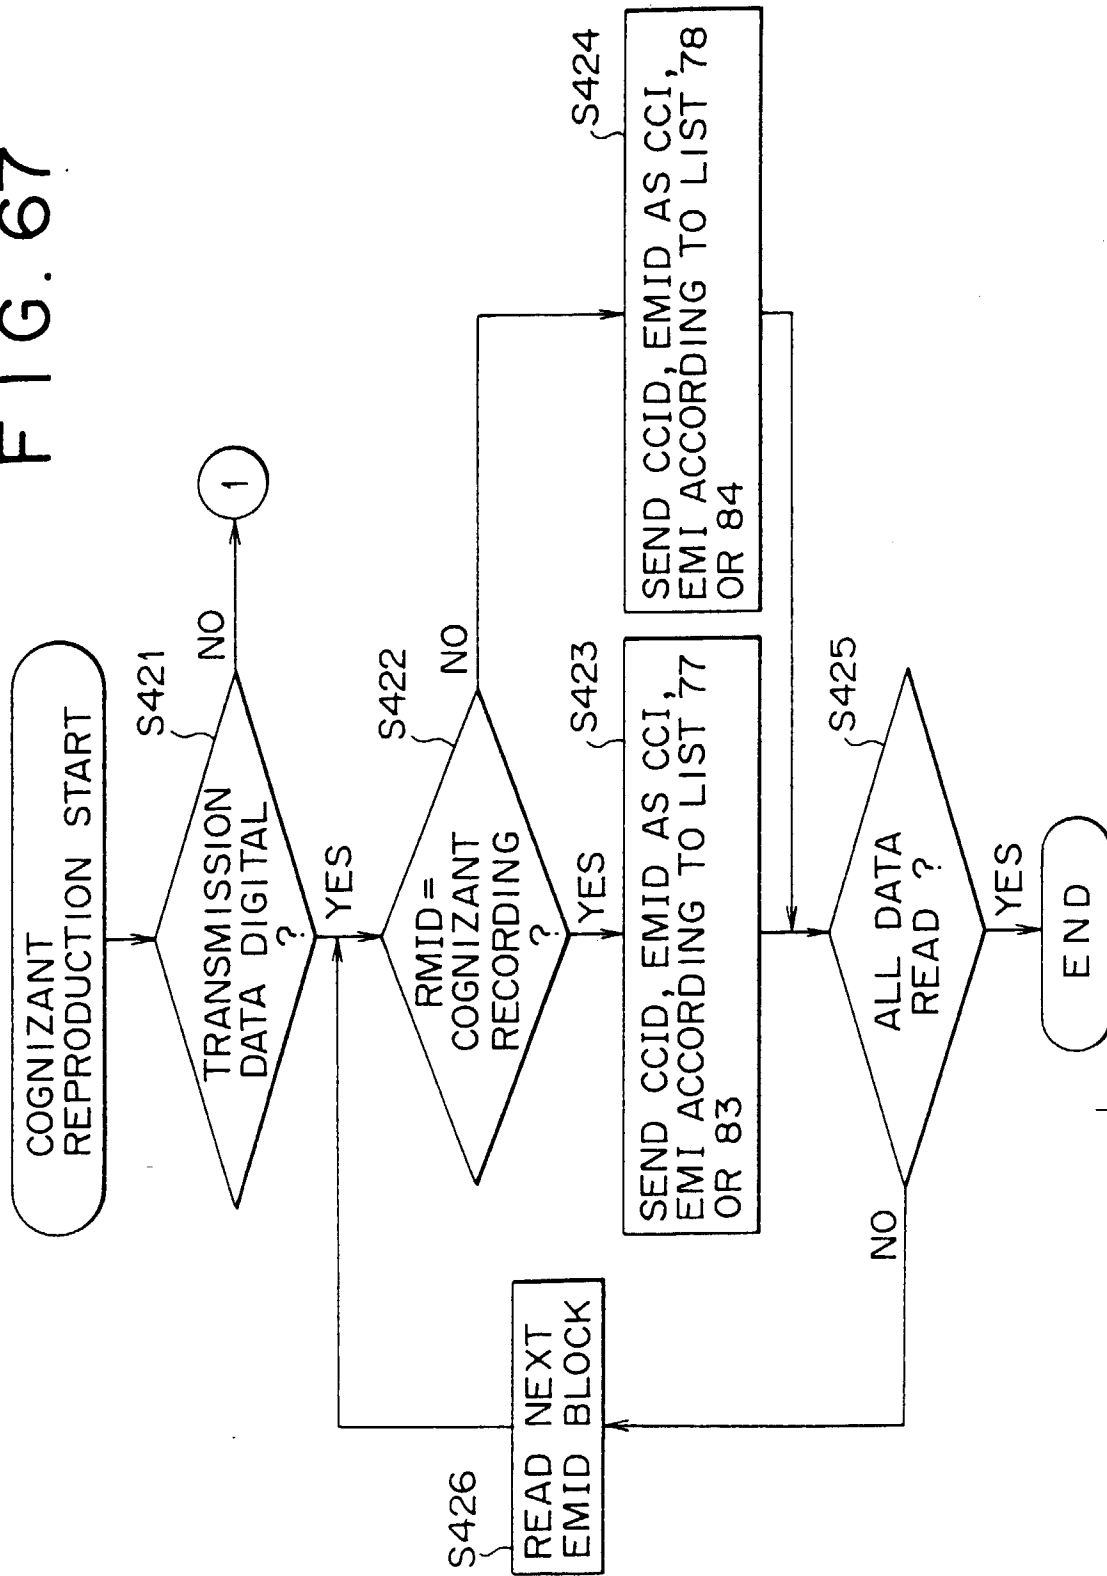 FIG. 67
COGNIZANT
REPRODUCTION START
S421
TRANSMISSION
DATA DIGITAL
?
NO
1
YES
S422
RMID=
COGNIZANT
RECORDING
?
NO
YES
S423
SEND CCID, EMID AS CCI,
EMI ACCORDING TO LIST 77
OR 83
S424
SEND CCID, EMID AS CCI,
EMI ACCORDING TO LIST 78
OR 84
S425
ALL DATA
READ ?
NO
YES
S426
READ NEXT
EMID BLOCK
END